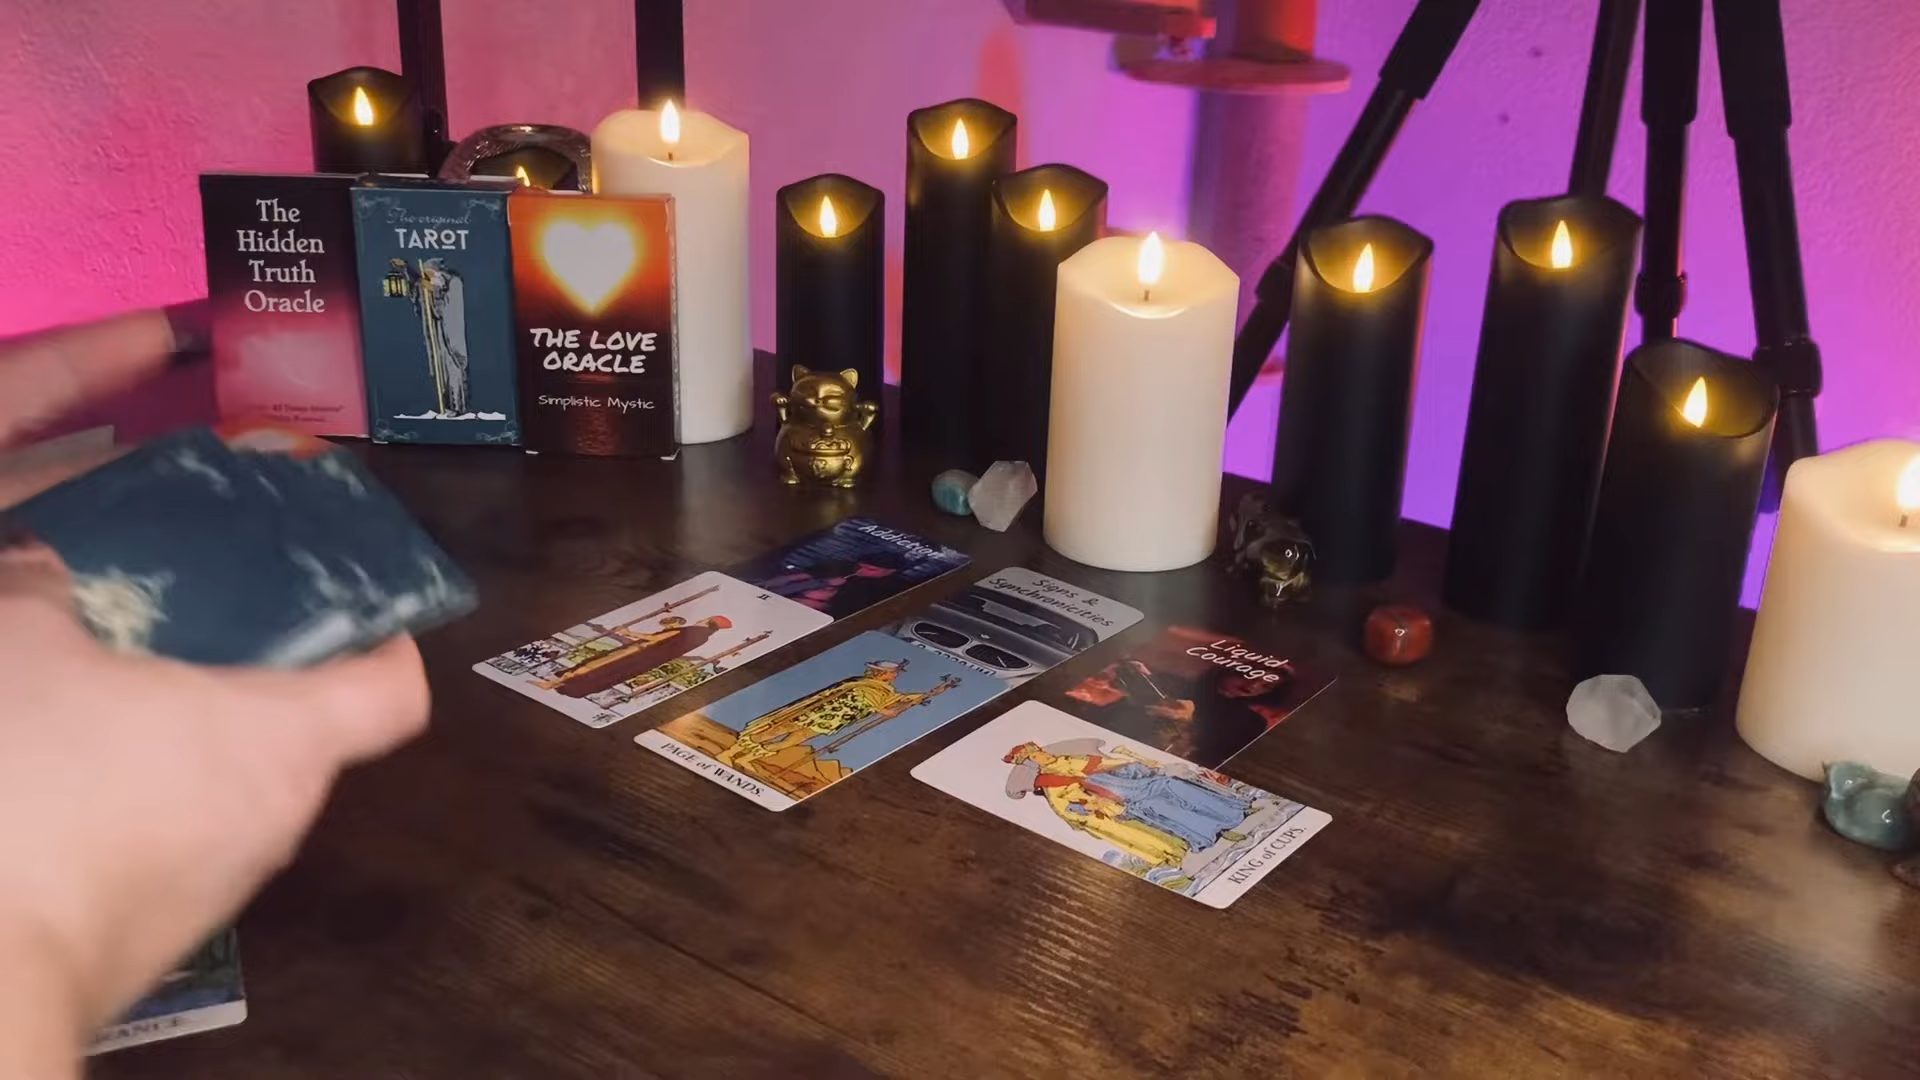 The
Hidden
Truth
Oracle
The original
TAROT
THE LOVE
ORACLE
Simplistic Mystic
Addiction
Signs &
Synchronicities
Liquid
Courage
II
PAGE of WANDS.
KING of CUPS.